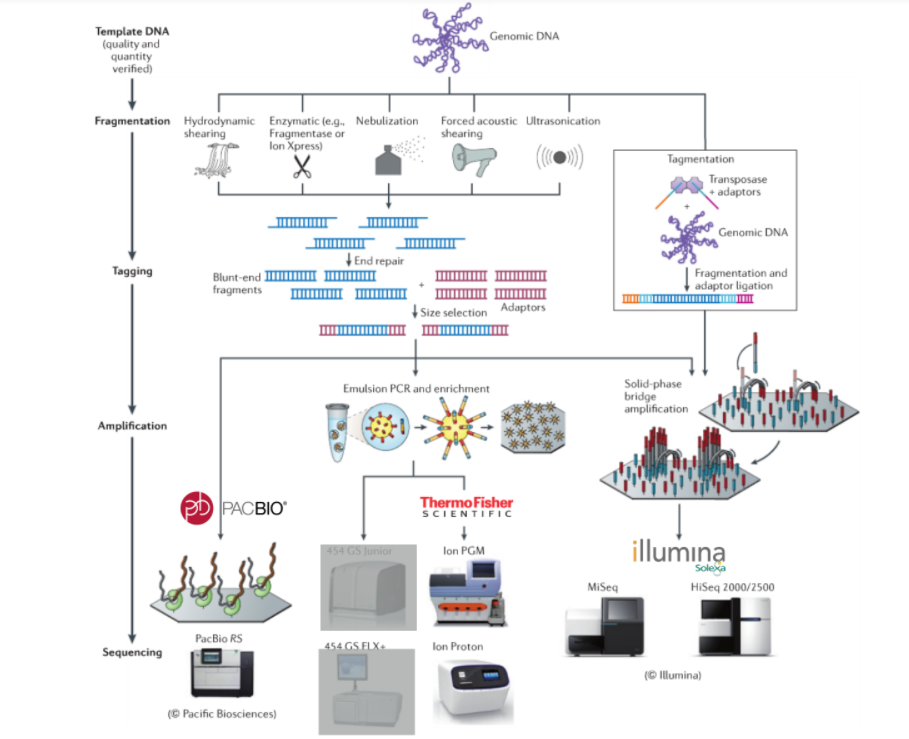 Template DNA
(quality and
quantity
verified)
Genomic DNA
Fragmentation
Hydrodynamic
shearing
Enzymatic (e.g.,
Fragmentase or
Ion Xpress)
Nebulization
Forced acoustic
shearing
Ultrasonication
Tagmentation
Transposase
+ adaptors
+
Genomic DNA
Fragmentation and
adaptor ligation
End repair
Tagging
Blunt-end
fragments
+
Adaptors
Size selection
Emulsion PCR and enrichment
Solid-phase
bridge
amplification
Amplification
PB PACBIO®
ThermoFisher
SCIENTIFIC
454 GS Junior
Ion PGM
illumina
Solexa
MiSeq
HiSeq 2000/2500
PacBio RS
454 GS FLX+
Ion Proton
Sequencing
(© Pacific Biosciences)
(© Illumina)